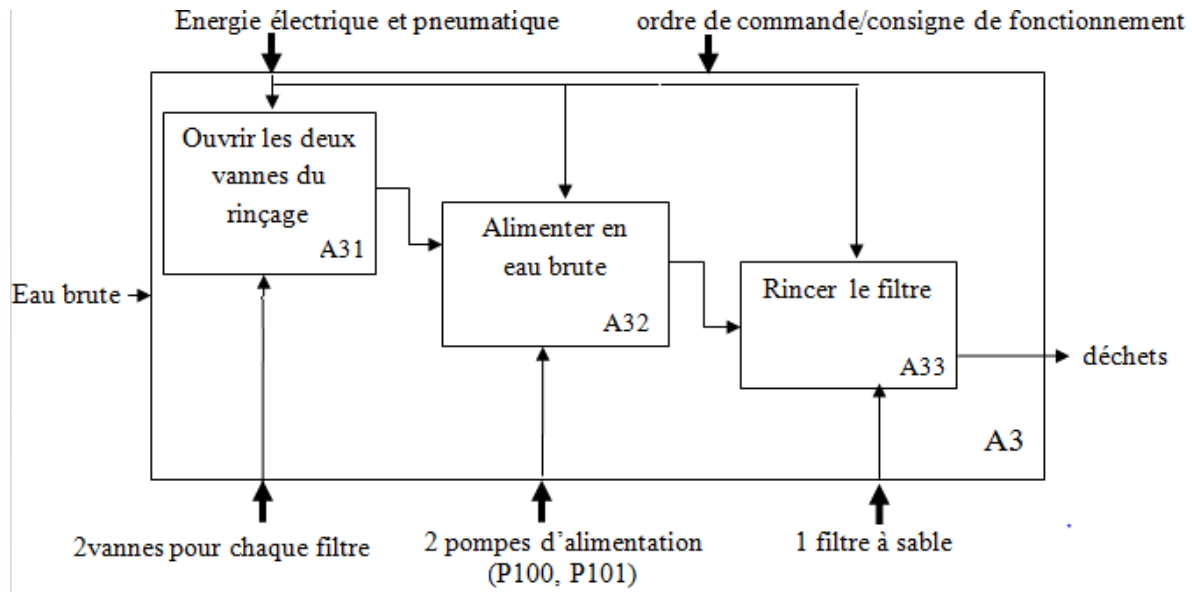 Energie électrique et pneumatique
ordre de commande/consigne de fonctionnement
Ouvrir les deux
vannes du
rinçage
A31
Alimenter en
eau brute
A32
Eau brute
Rincer le filtre
A33
déchets
A3
2vannes pour chaque filtre
2 pompes d'alimentation
(P100, P101)
1 filtre à sable